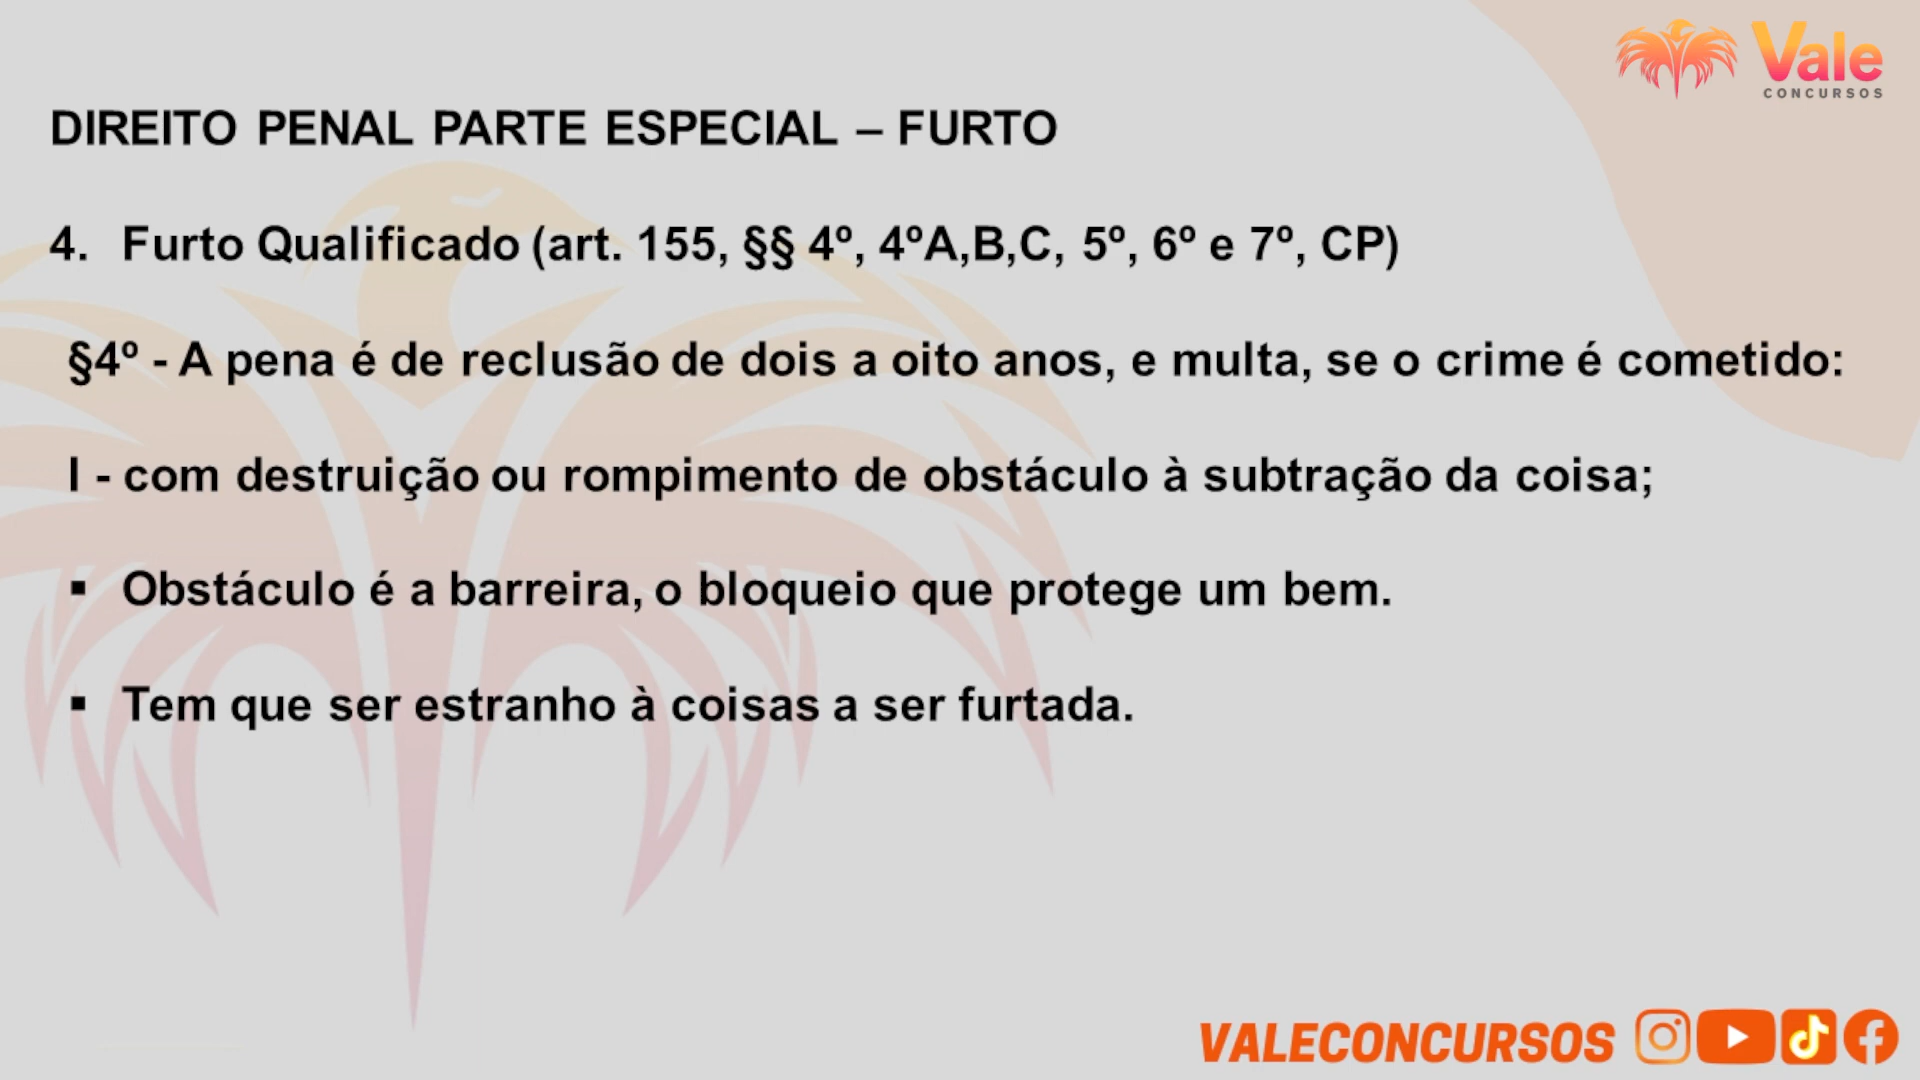 Vale
CONCURSOS
DIREITO PENAL PARTE ESPECIAL – FURTO
4. Furto Qualificado (art. 155, §§ 4º, 4ºA,B,C, 5º, 6º e 7º, CP)
§4º - A pena é de reclusão de dois a oito anos, e multa, se o crime é cometido:
I - com destruição ou rompimento de obstáculo à subtração da coisa;
▪ Obstáculo é a barreira, o bloqueio que protege um bem.
▪ Tem que ser estranho à coisas a ser furtada.
VALECONCURSOS